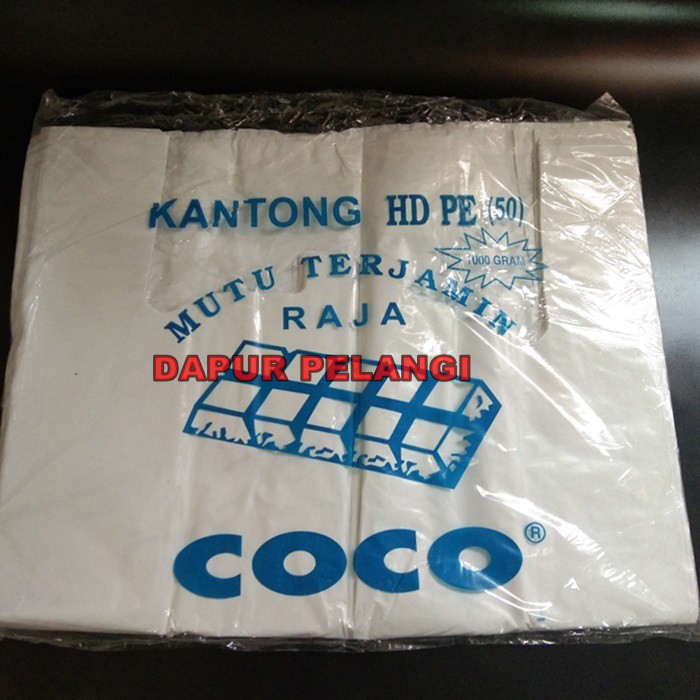 KANTONG HD PE (50)
1000 GRAM
MUTU TERJAMIN
RAJA
DAPUR PELANGI
COCO ®